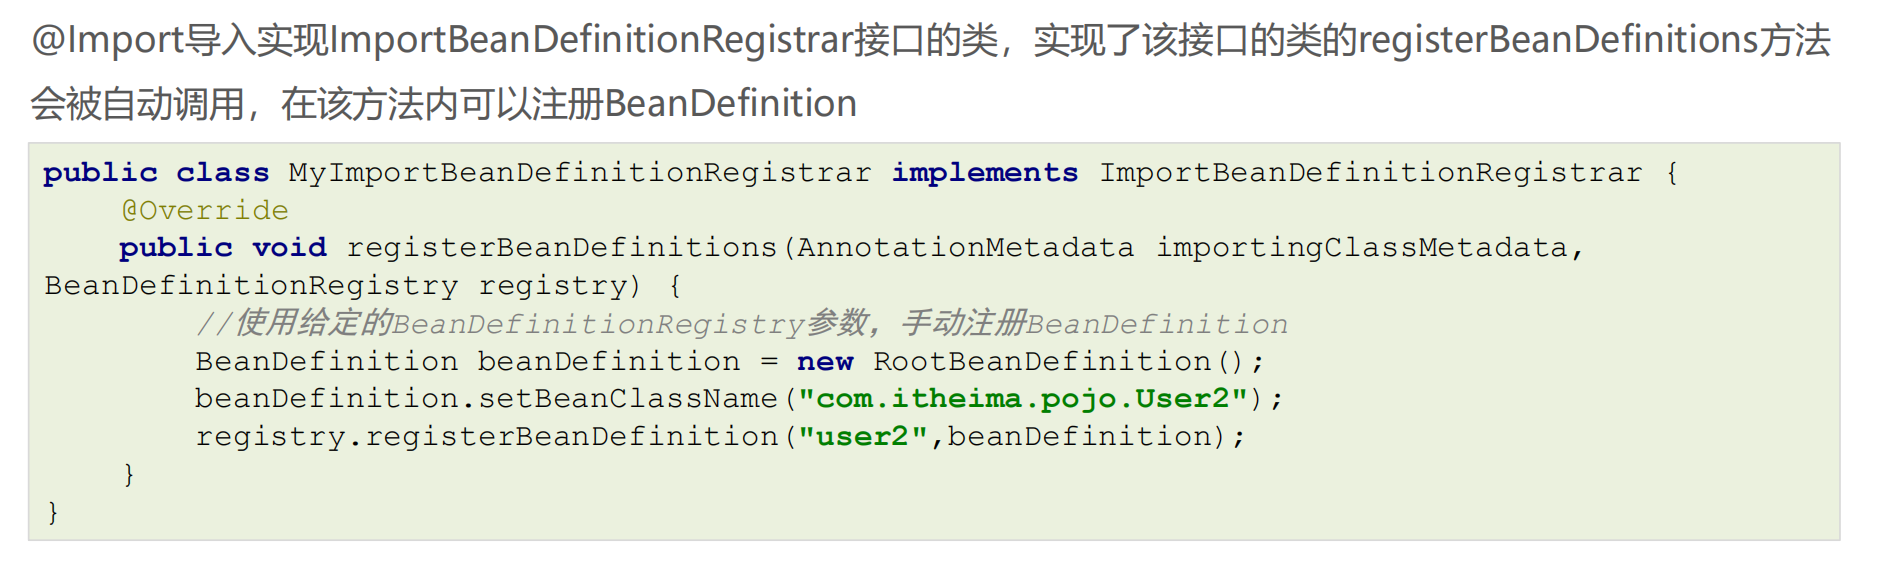 @Import导入实现ImportBeanDefinitionRegistrar接口的类，实现了该接口的类的registerBeanDefinitions方法
会被自动调用，在该方法内可以注册BeanDefinition
public class MyImportBeanDefinitionRegistrar implements ImportBeanDefinitionRegistrar {
    @Override
    public void registerBeanDefinitions(AnnotationMetadata importingClassMetadata,
BeanDefinitionRegistry registry) {
        //使用给定的BeanDefinitionRegistry参数，手动注册BeanDefinition
        BeanDefinition beanDefinition = new RootBeanDefinition();
        beanDefinition.setBeanClassName("com.itheima.pojo.User2");
        registry.registerBeanDefinition("user2",beanDefinition);
    }
}